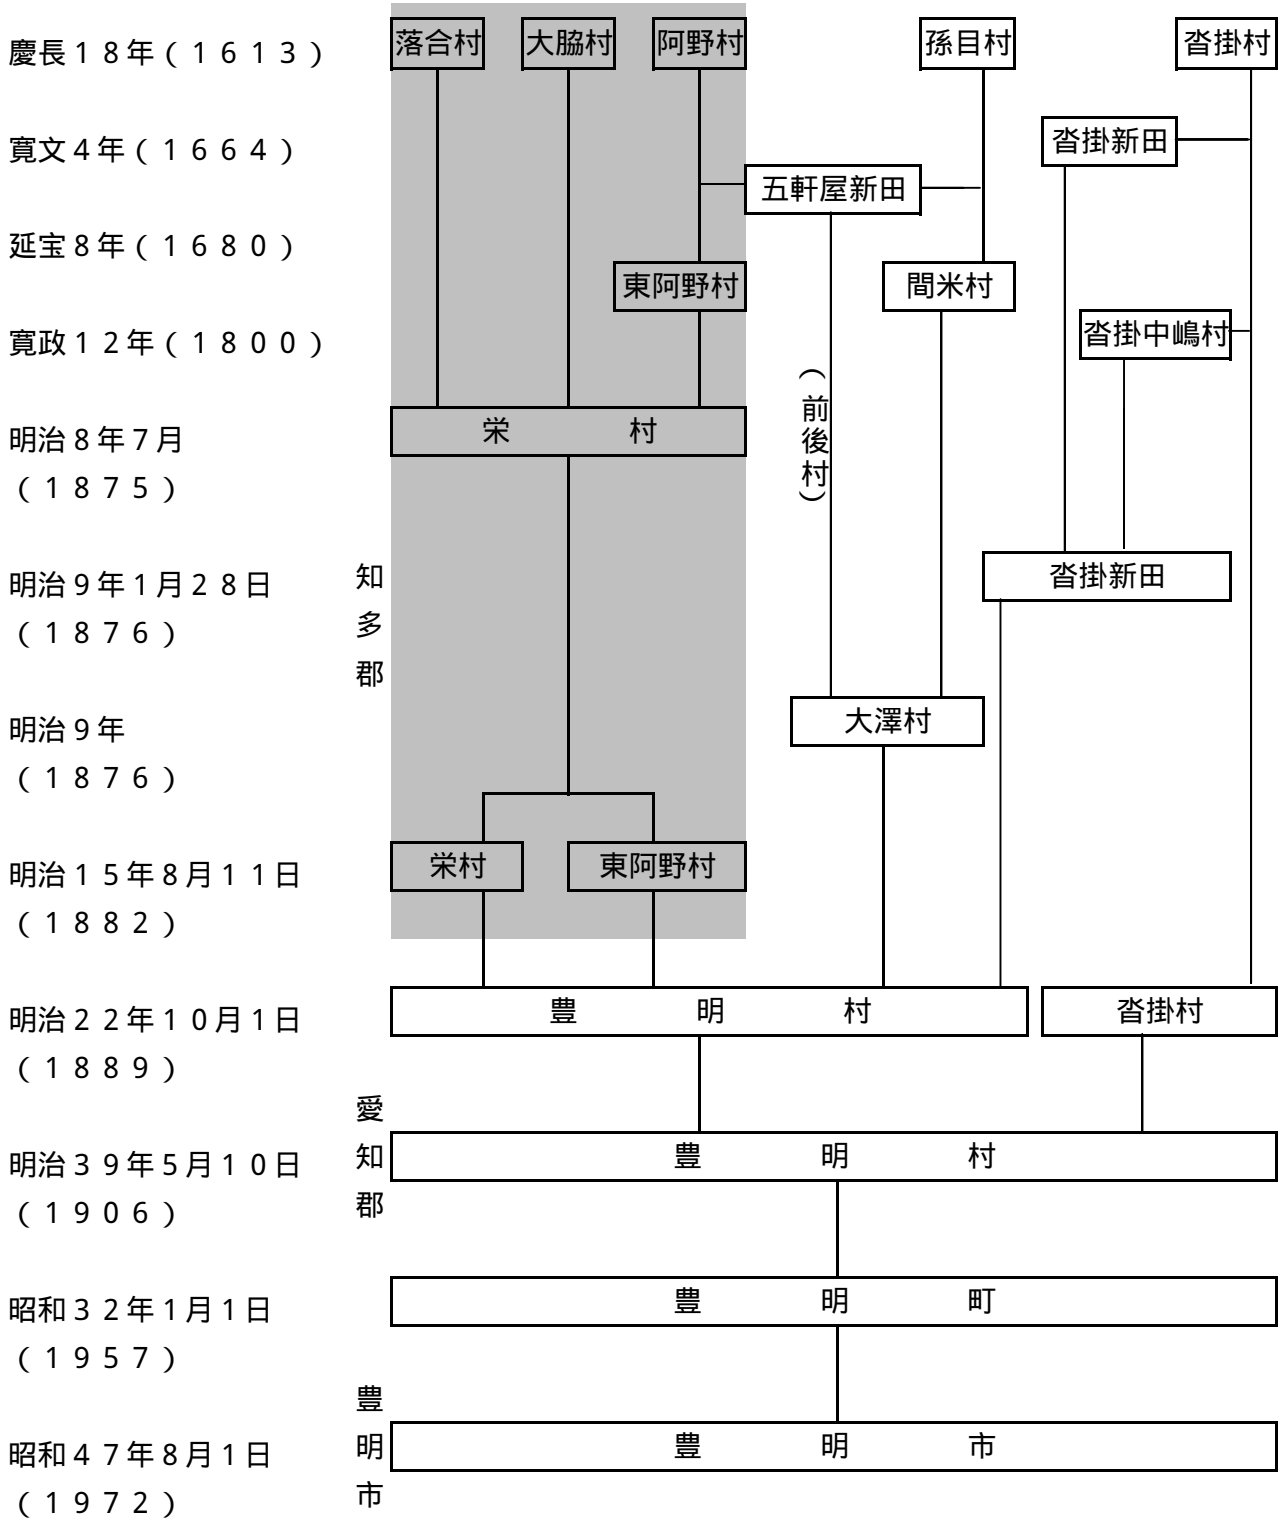 慶長１８年(１６１３)
落合村
大脇村
阿野村
孫目村
沓掛村
寛文４年(１６６４)
沓掛新田
五軒屋新田
延宝８年(１６８０)
東阿野村
間米村
寛政１２年(１８００)
沓掛中嶋村
(前後村)
明治８年７月
(１８７５)
栄村
明治９年１月２８日
(１８７６)
知多郡
沓掛新田
明治９年
(１８７６)
大澤村
明治１５年８月１１日
(１８８２)
栄村
東阿野村
明治２２年１０月１日
(１８８９)
豊明村
沓掛村
愛知郡
明治３９年５月１０日
(１９０６)
豊明村
昭和３２年１月１日
(１９５７)
豊明町
豊明市
昭和４７年８月１日
(１９７２)
豊明市